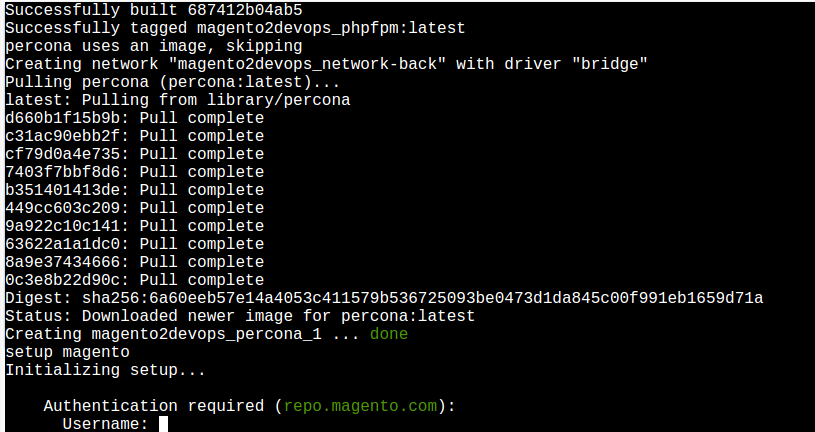 Successfully built 687412b04ab5
Successfully tagged magento2devops_phpfpm:latest
percona uses an image, skipping
Creating network "magento2devops_network-back" with driver "bridge"
Pulling percona (percona:latest)...
latest: Pulling from library/percona
d660b1f15b9b: Pull complete
c31ac90ebb2f: Pull complete
cf79d0a4e735: Pull complete
7403f7bbf8d6: Pull complete
b351401413de: Pull complete
449cc603c209: Pull complete
9a922c10c141: Pull complete
63622a1a1dc0: Pull complete
8a9e37434666: Pull complete
0c3e8b22d90c: Pull complete
Digest: sha256:6a60eeb57e14a4053c411579b536725093be0473d1da845c00f991eb1659d71a
Status: Downloaded newer image for percona:latest
Creating magento2devops_percona_1 ... done
setup magento
Initializing setup...
Authentication required (repo.magento.com):
Username: